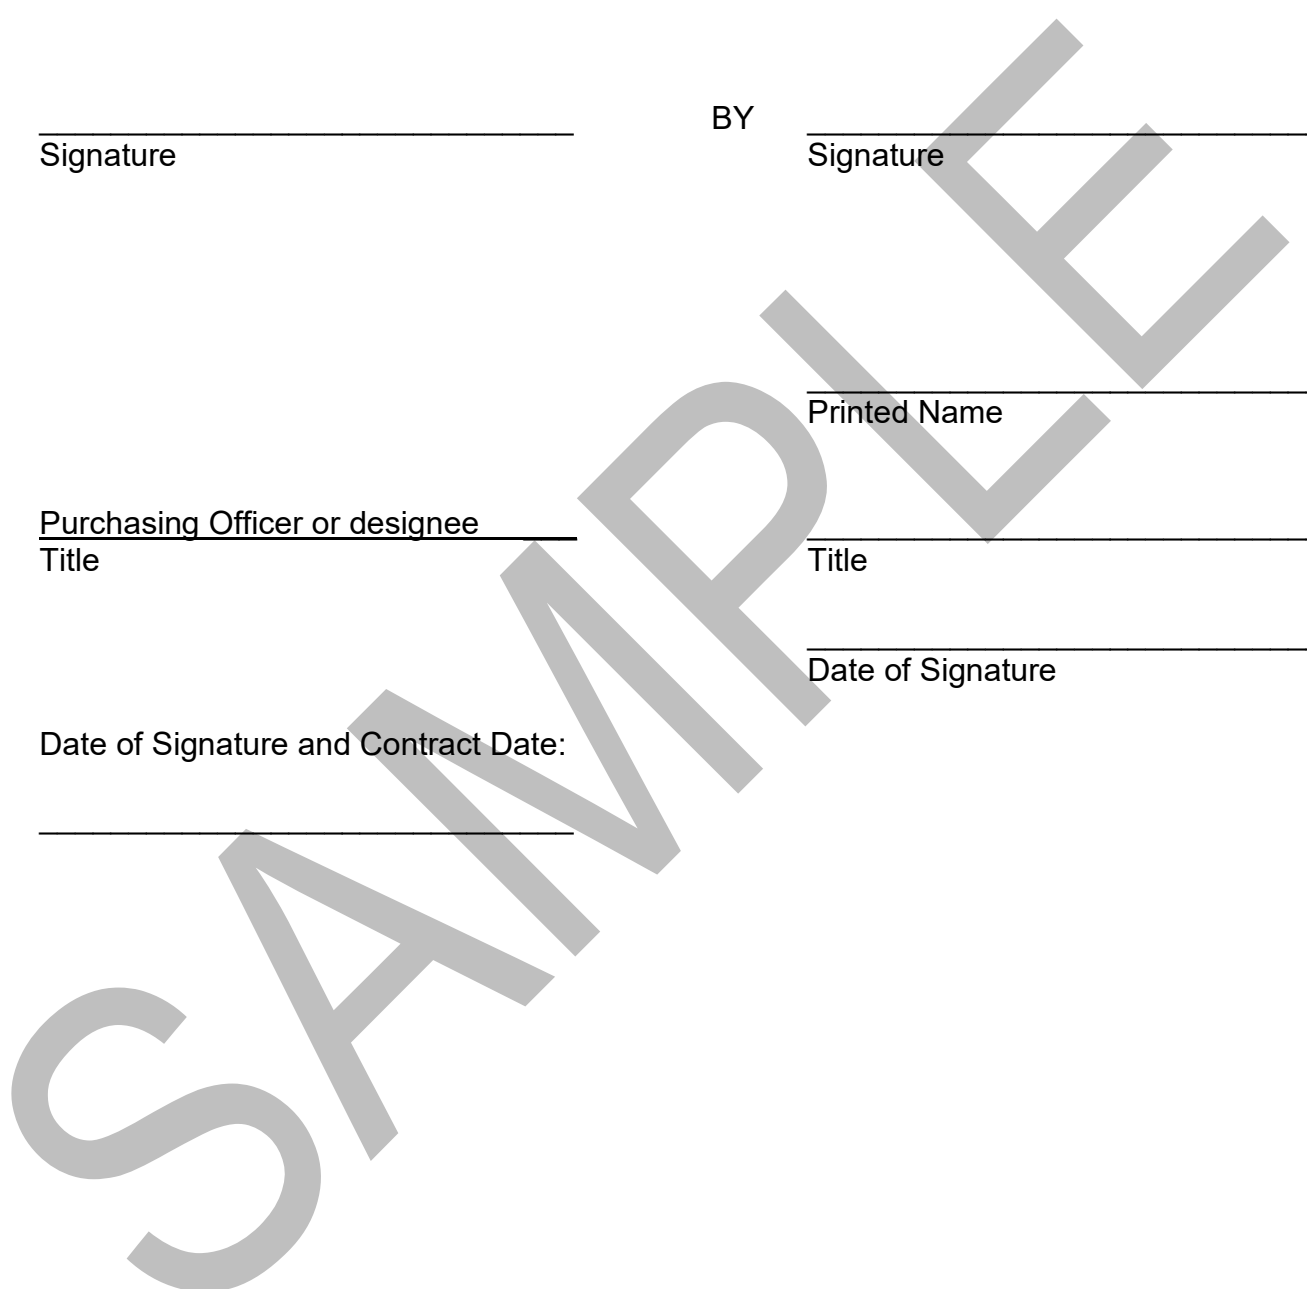 BY
Signature
Signature
Printed Name
Purchasing Officer or designee
Title
Title
Date of Signature
Date of Signature and Contract Date:
SAMPLE